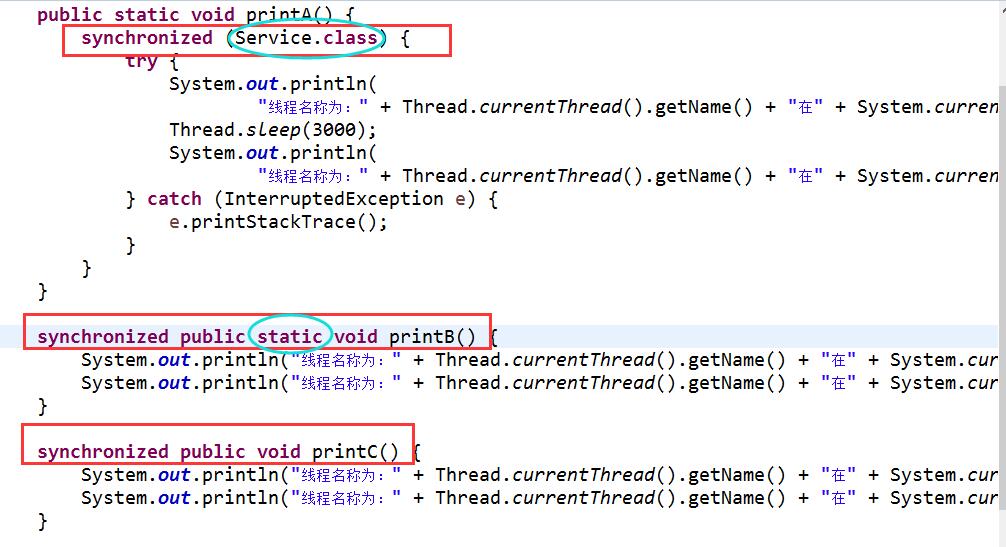 public static void printA() {
synchronized (Service.class) {
try {
System.out.println(
"线程名称为：" + Thread.currentThread().getName() + "在" + System.curren
Thread.sleep(3000);
System.out.println(
"线程名称为：" + Thread.currentThread().getName() + "在" + System.curren
} catch (InterruptedException e) {
e.printStackTrace();
}
}
}
synchronized public static void printB() {
System.out.println("线程名称为：" + Thread.currentThread().getName() + "在" + System.cur
System.out.println("线程名称为：" + Thread.currentThread().getName() + "在" + System.cur
}
synchronized public void printC() {
System.out.println("线程名称为：" + Thread.currentThread().getName() + "在" + System.cur
System.out.println("线程名称为：" + Thread.currentThread().getName() + "在" + System.cur
}